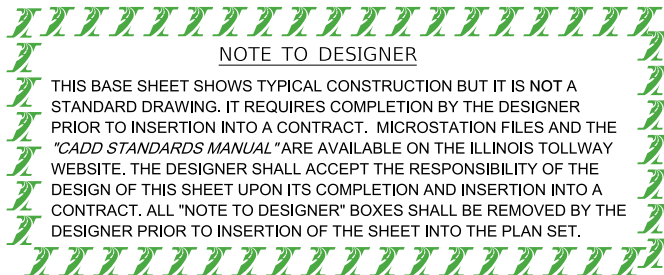 NOTE TO DESIGNER
THIS BASE SHEET SHOWS TYPICAL CONSTRUCTION BUT IT IS NOT A
STANDARD DRAWING. IT REQUIRES COMPLETION BY THE DESIGNER
PRIOR TO INSERTION INTO A CONTRACT. MICROSTATION FILES AND THE
"CADD STANDARDS MANUAL" ARE AVAILABLE ON THE ILLINOIS TOLLWAY
WEBSITE. THE DESIGNER SHALL ACCEPT THE RESPONSIBILITY OF THE
DESIGN OF THIS SHEET UPON ITS COMPLETION AND INSERTION INTO A
CONTRACT. ALL "NOTE TO DESIGNER" BOXES SHALL BE REMOVED BY THE
DESIGNER PRIOR TO INSERTION OF THE SHEET INTO THE PLAN SET.